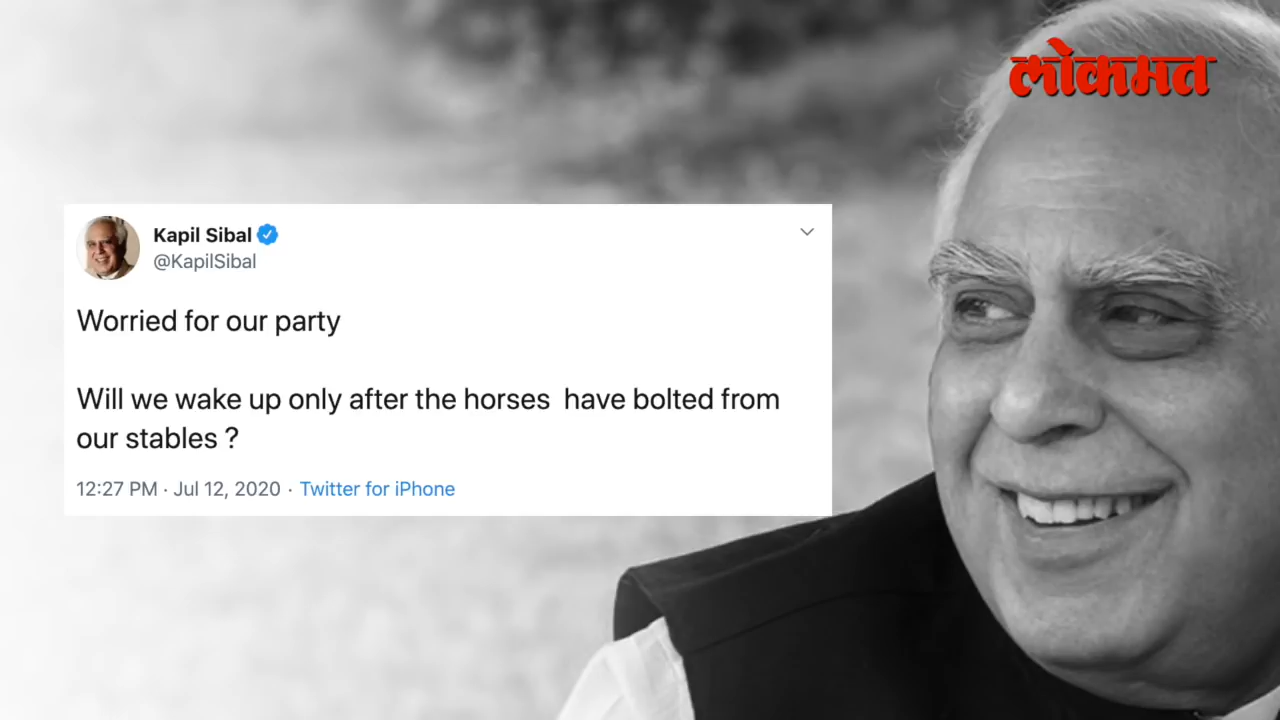 लोकमत
Kapil Sibal
@KapilSibal
Worried for our party
Will we wake up only after the horses  have bolted from
our stables ?
12:27 PM · Jul 12, 2020 · Twitter for iPhone